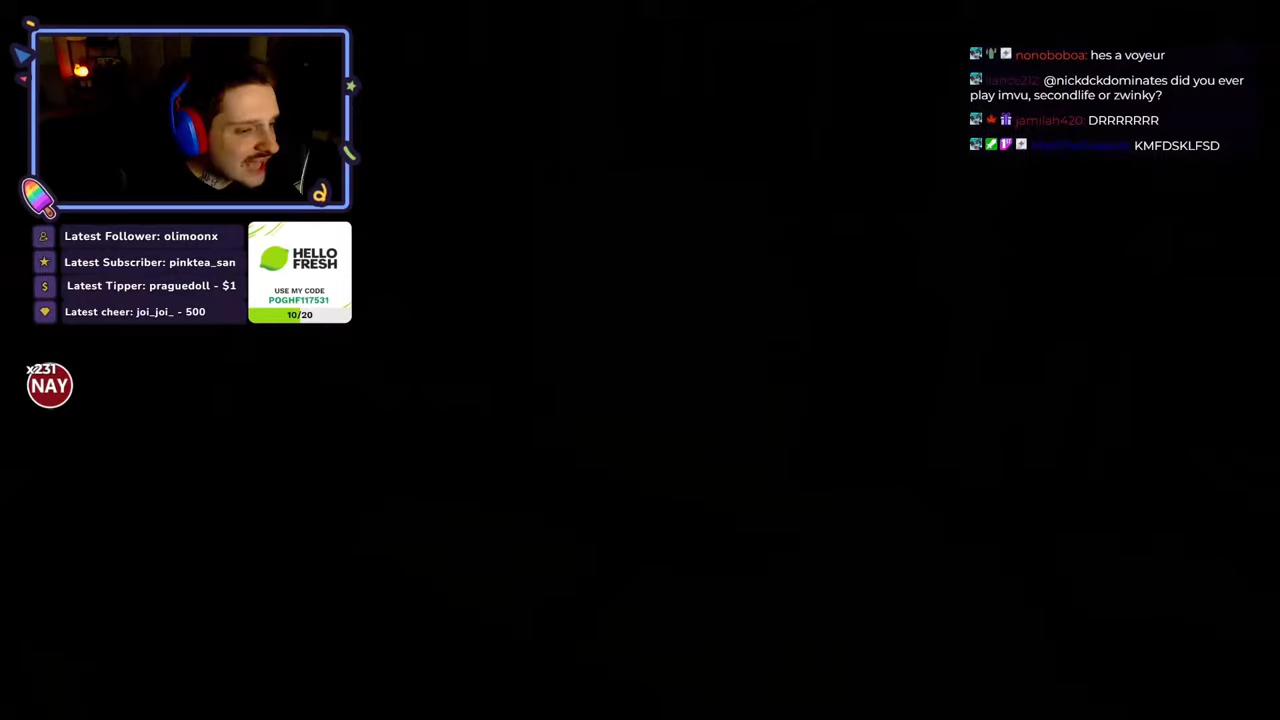 Latest Follower: olimoonx
Latest Subscriber: pinktea_san
Latest Tipper: praguedoll - $1
Latest cheer: joi_joi_ - 500
HELLO
FRESH
USE MY CODE
POGHF117531
10/20
x231
NAY
nonoboboa: hes a voyeur
@nickdckdominates did you ever
play imvu, secondlife or zwinky?
jamilah420: DRRRRRRR
KMFDSKLFSD